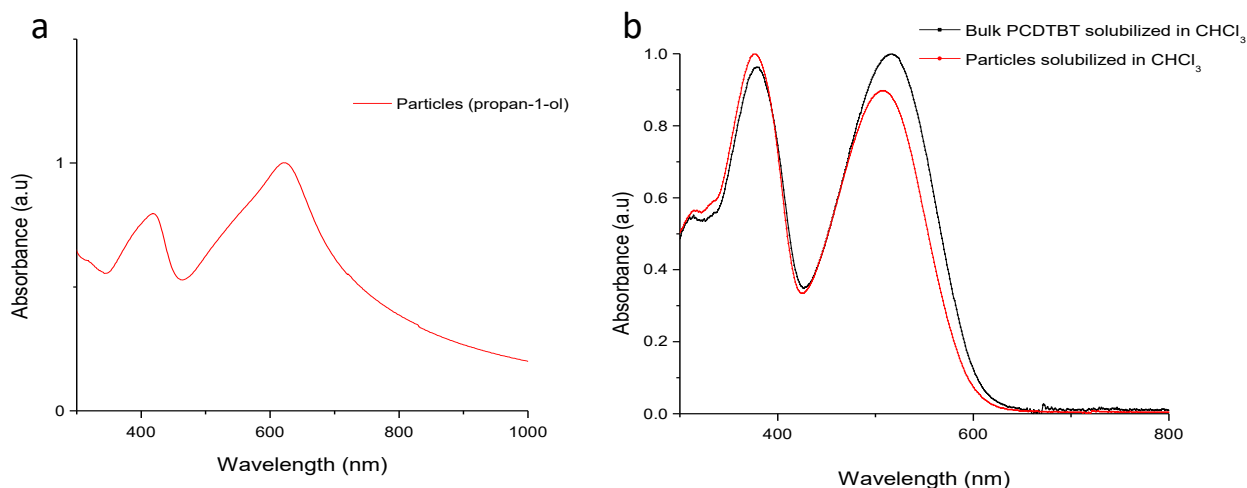 a
Particles (propan-1-ol)
1
0
Absorbance (a.u)
400
600
800
1000
Wavelength (nm)
b
Bulk PCDTBT solubilized in CHCl₃
Particles solubilized in CHCl₃
1.0
0.8
0.6
0.4
0.2
0.0
Absorbance (a.u)
400
600
800
Wavelength (nm)